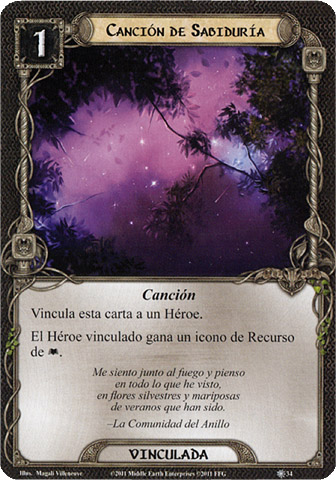 1
CANCIÓN DE SABIDURÍA
Canción
Vincula esta carta a un Héroe.
El Héroe vinculado gana un icono de Recurso
de .
Me siento junto al fuego y pienso
en todo lo que he visto,
en flores silvestres y mariposas
de veranos que han sido.
–La Comunidad del Anillo
VINCULADA
Illus. Magali Villeneuve
©2011 Middle Earth Enterprises ©2011 FFG
34